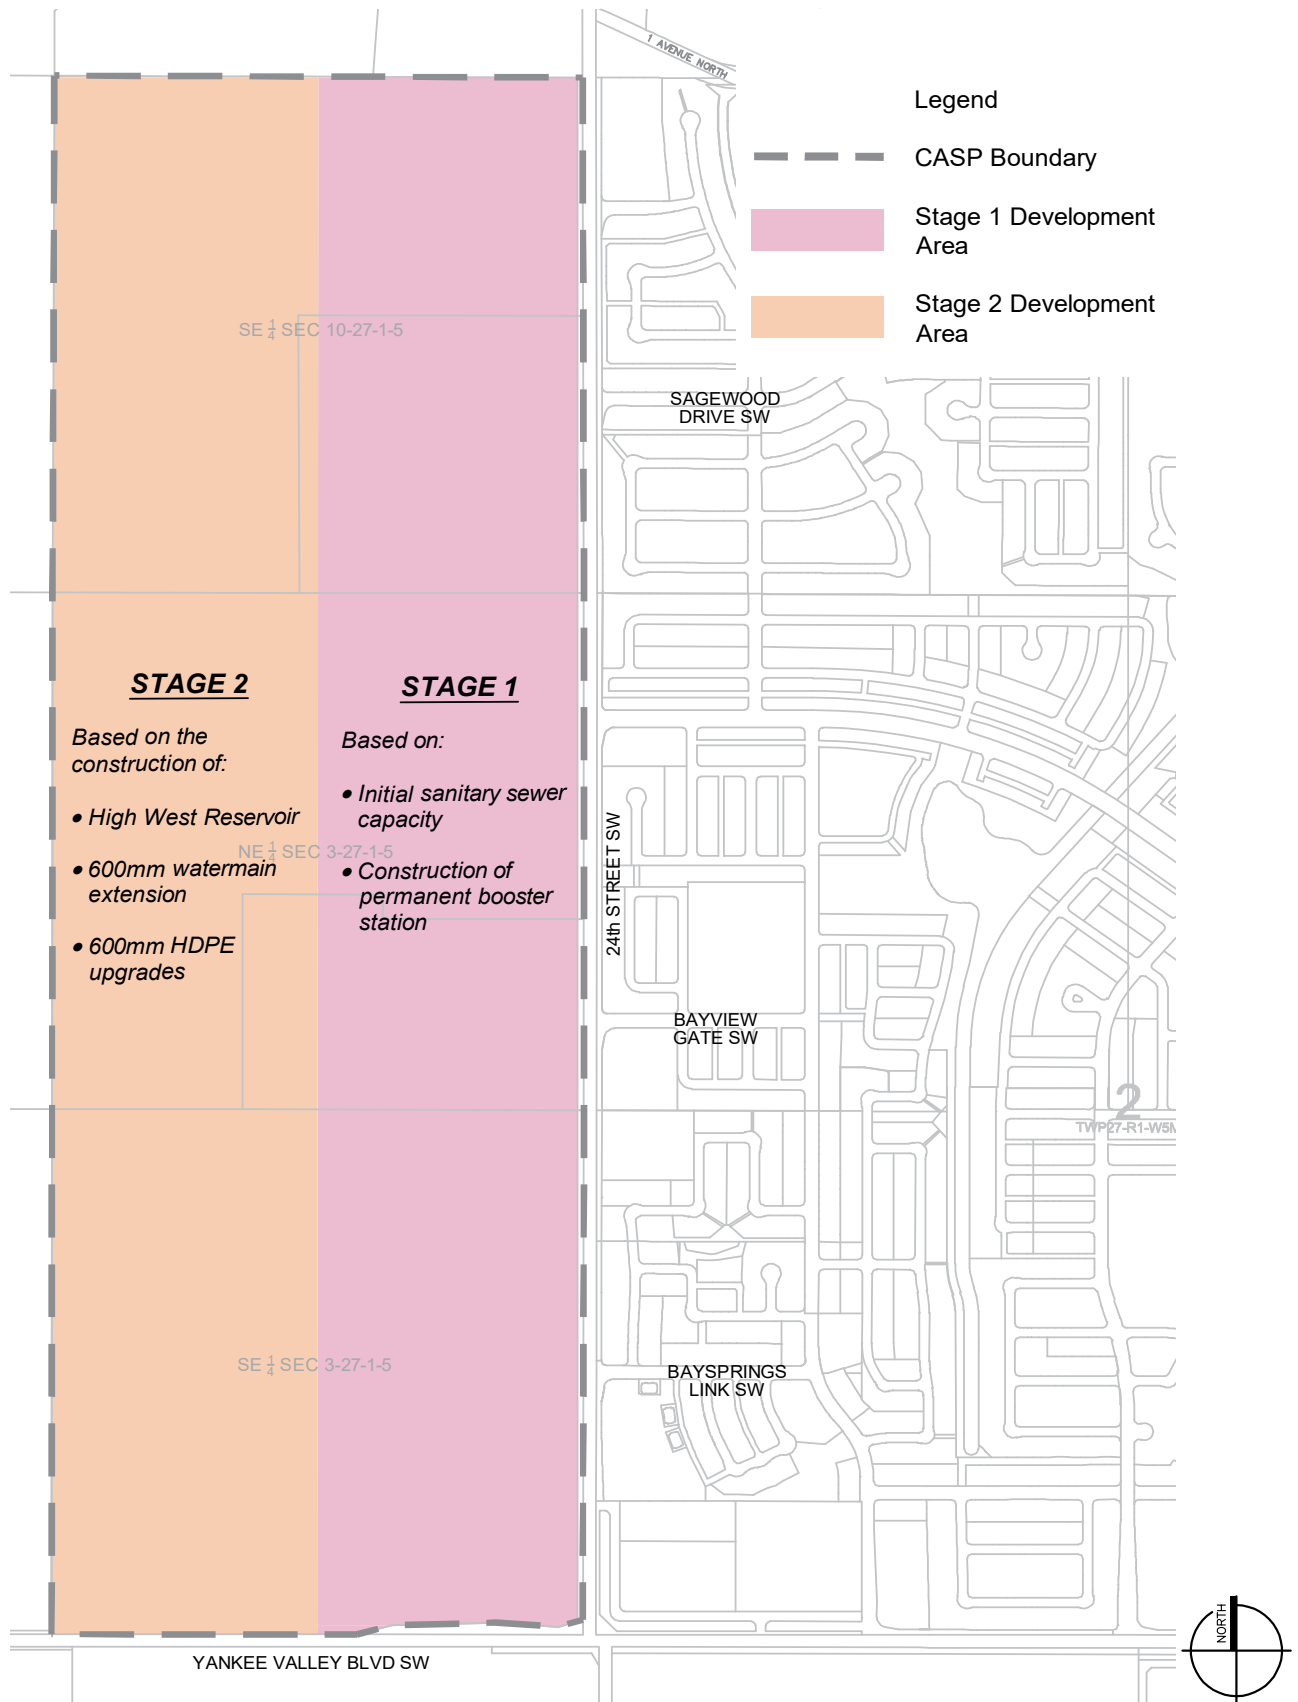 1 AVENUE NORTH
Legend
CASP Boundary
Stage 1 Development
Area
Stage 2 Development
Area
SE 1/4 SEC 10-27-1-5
SAGEWOOD
DRIVE SW
STAGE 2
Based on the
construction of:
• High West Reservoir
• 600mm watermain
extension
• 600mm HDPE
upgrades
STAGE 1
Based on:
• Initial sanitary sewer
capacity
• Construction of
permanent booster
station
NE 1/4 SEC 3-27-1-5
24th STREET SW
BAYVIEW
GATE SW
2
TWP27-R1-W5M
SE 1/4 SEC 3-27-1-5
BAYSPRINGS
LINK SW
NORTH
YANKEE VALLEY BLVD SW